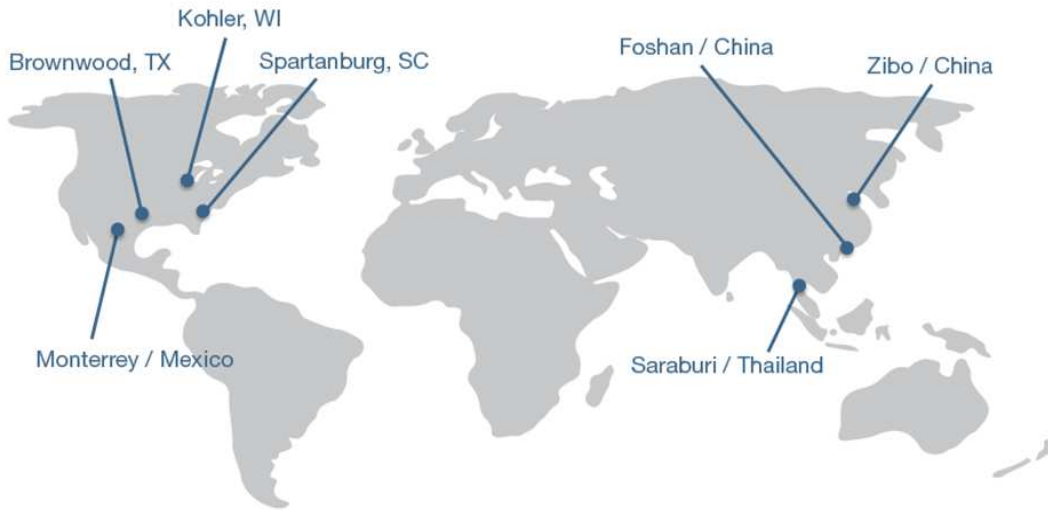 Kohler, WI
Brownwood, TX
Spartanburg, SC
Foshan / China
Zibo / China
Monterrey / Mexico
Saraburi / Thailand